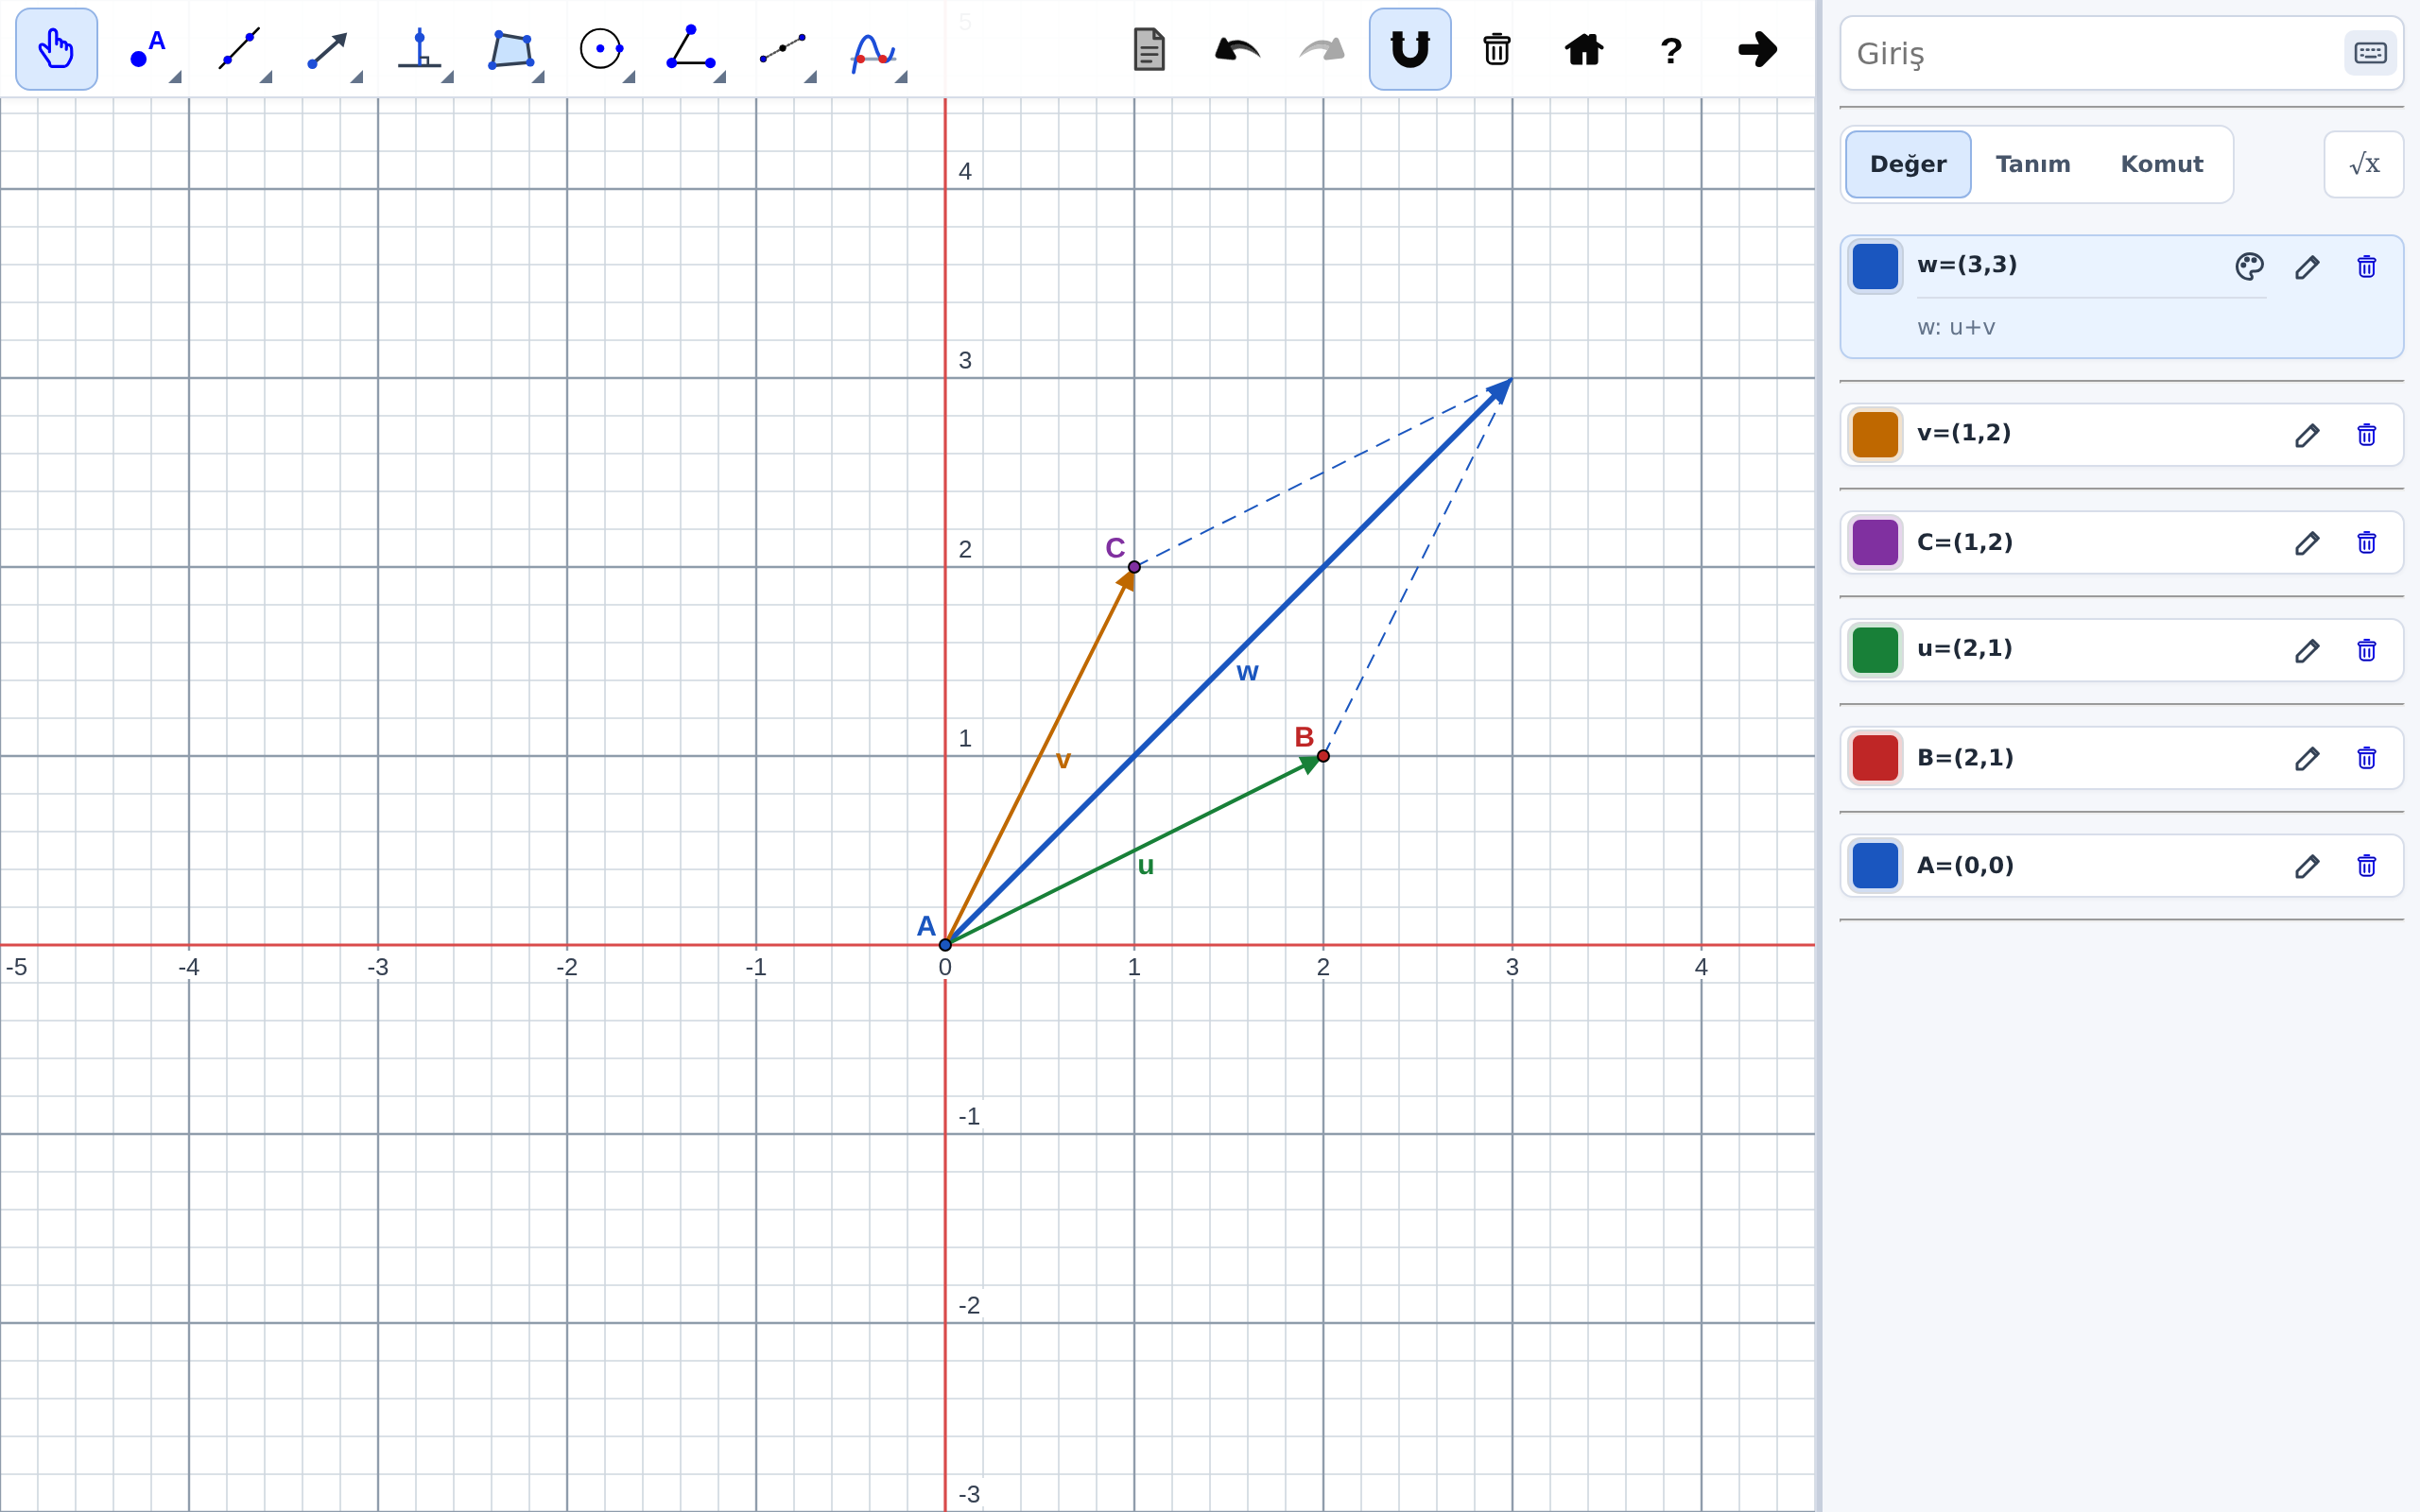 A
5
?
Giriş
Değer
Tanım
Komut
√x
w=(3,3)
w: u+v
v=(1,2)
C=(1,2)
u=(2,1)
B=(2,1)
A=(0,0)
4
3
2
1
C
w
B
v
u
A
-5
-4
-3
-2
-1
0
1
2
3
4
-1
-2
-3